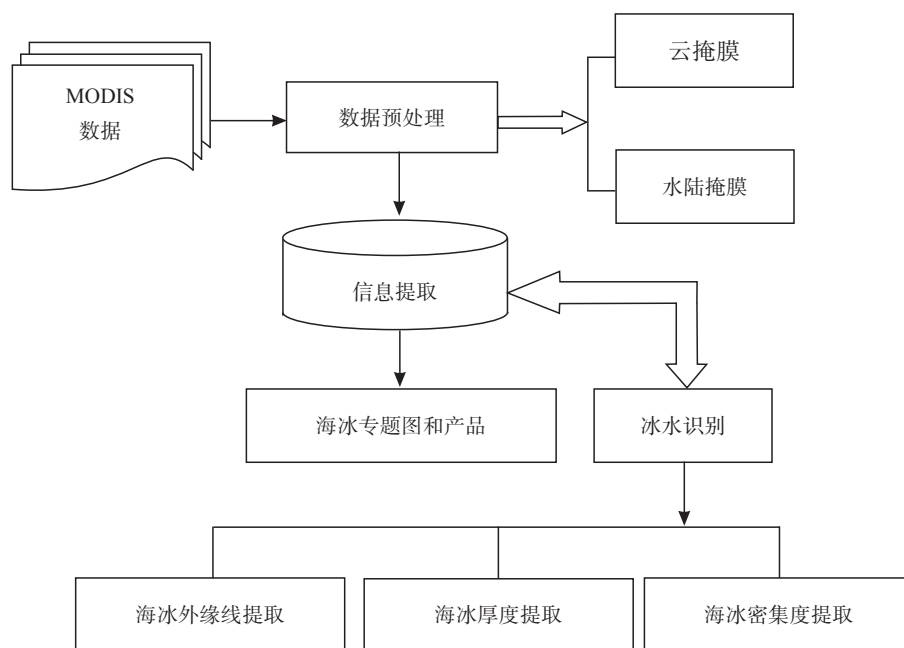 MODIS
数据
数据预处理
云掩膜
水陆掩膜
信息提取
海冰专题图和产品
冰水识别
海冰外缘线提取
海冰厚度提取
海冰密集度提取